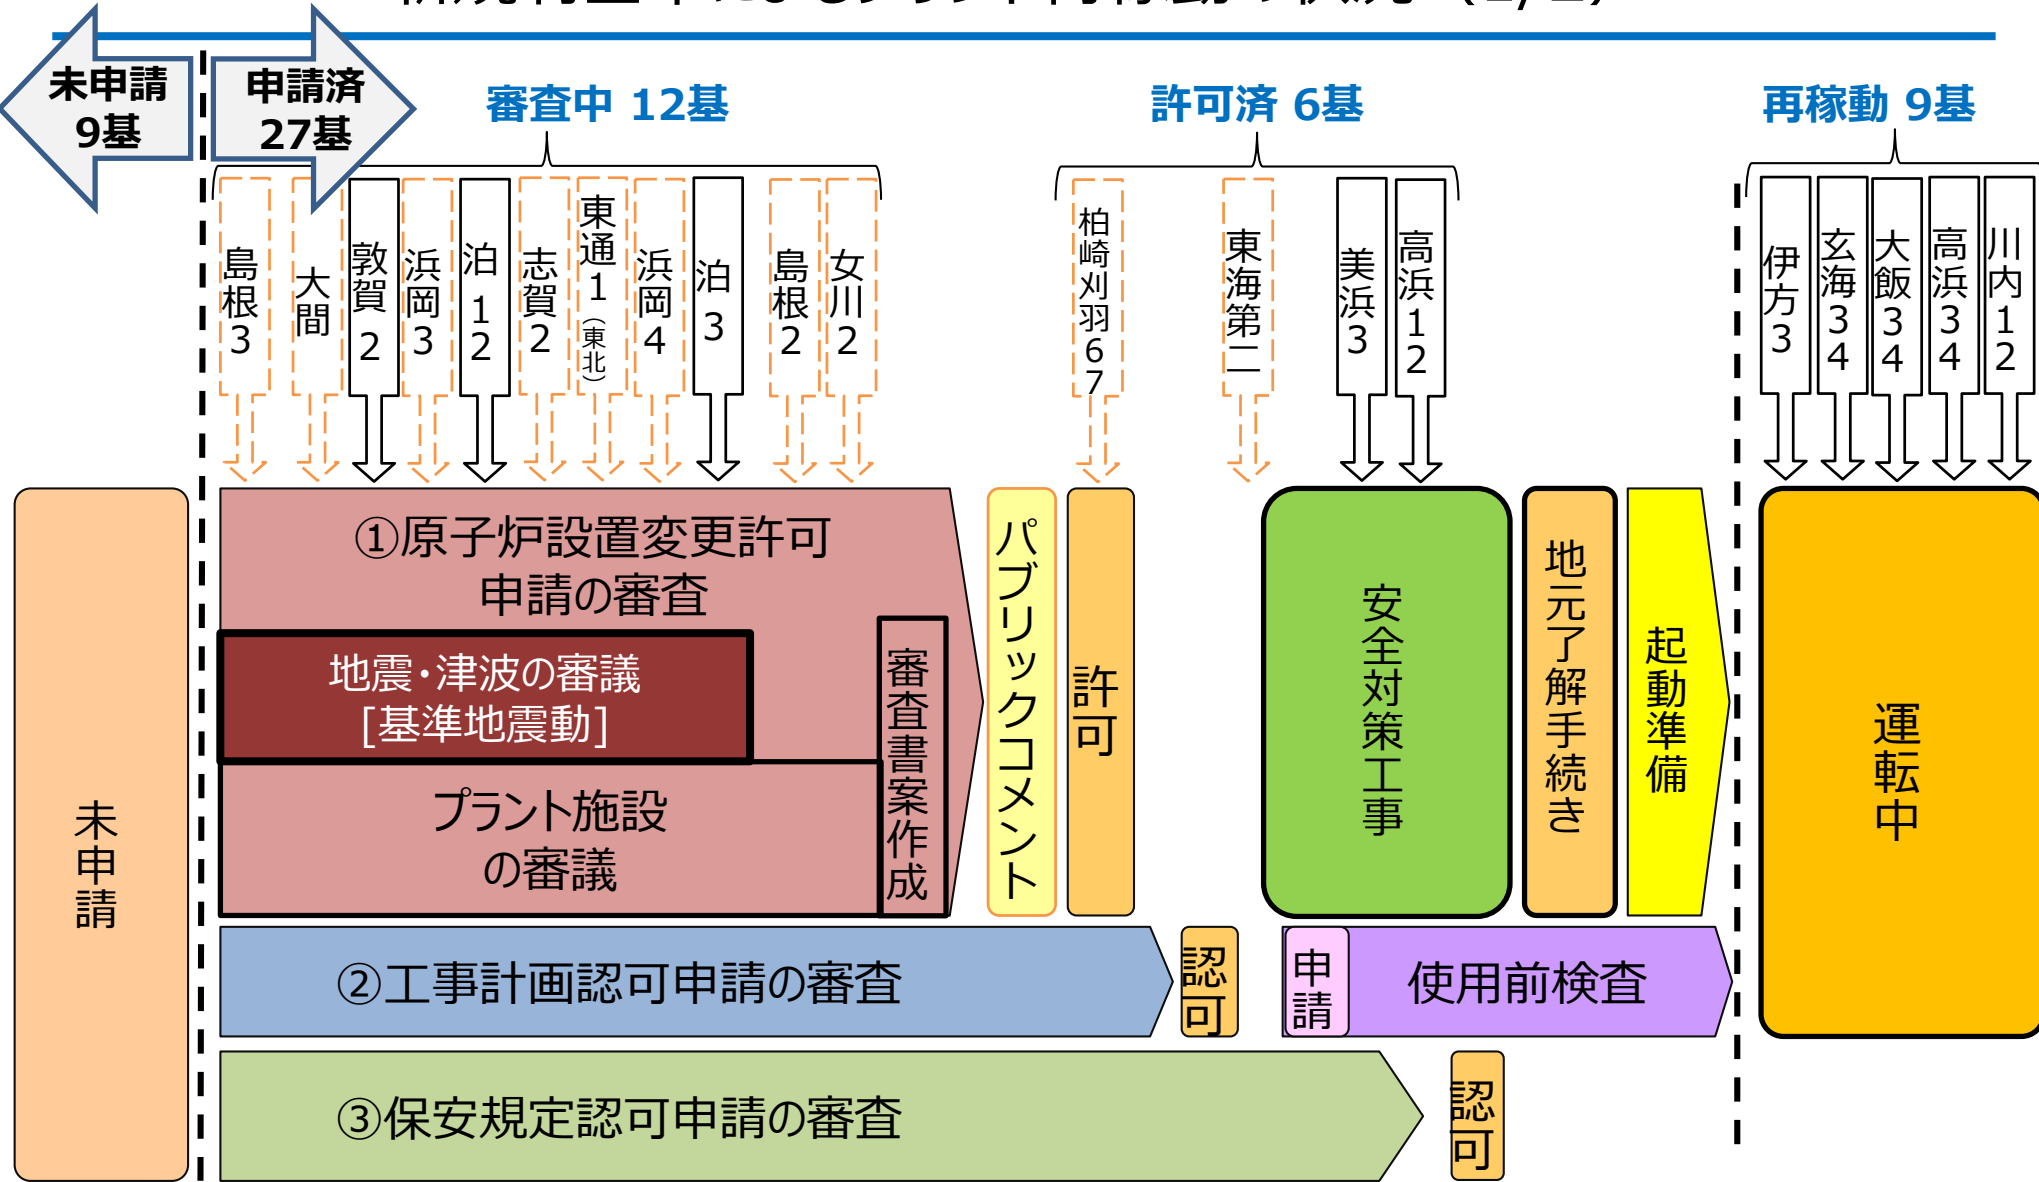 未申請
9基
申請済
27基
審査中 12基
許可済 6基
再稼動 9基
島根3
大間
敦賀2
浜岡3
泊12
志賀2
東通1(東北)
浜岡4
泊3
島根2
女川2
柏崎刈羽67
東海第二
美浜3
高浜12
伊方3
玄海34
大飯34
高浜34
川内12
未申請
①原子炉設置変更許可
申請の審査
地震・津波の審議
[基準地震動]
プラント施設
の審議
審査書案作成
パブリックコメント
許可
安全対策工事
地元了解手続き
起動準備
運転中
②工事計画認可申請の審査
認可
申請
使用前検査
③保安規定認可申請の審査
認可